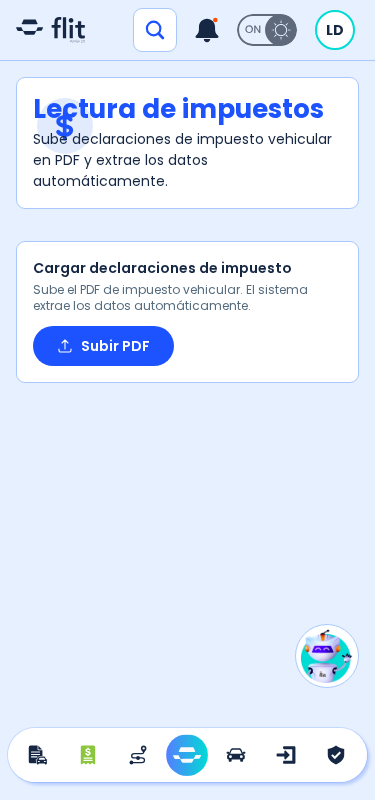 flit
ON
LD
Lectura de impuestos
$
Sube declaraciones de impuesto vehicular
en PDF y extrae los datos
automáticamente.
Cargar declaraciones de impuesto
Sube el PDF de impuesto vehicular. El sistema
extrae los datos automáticamente.
Subir PDF